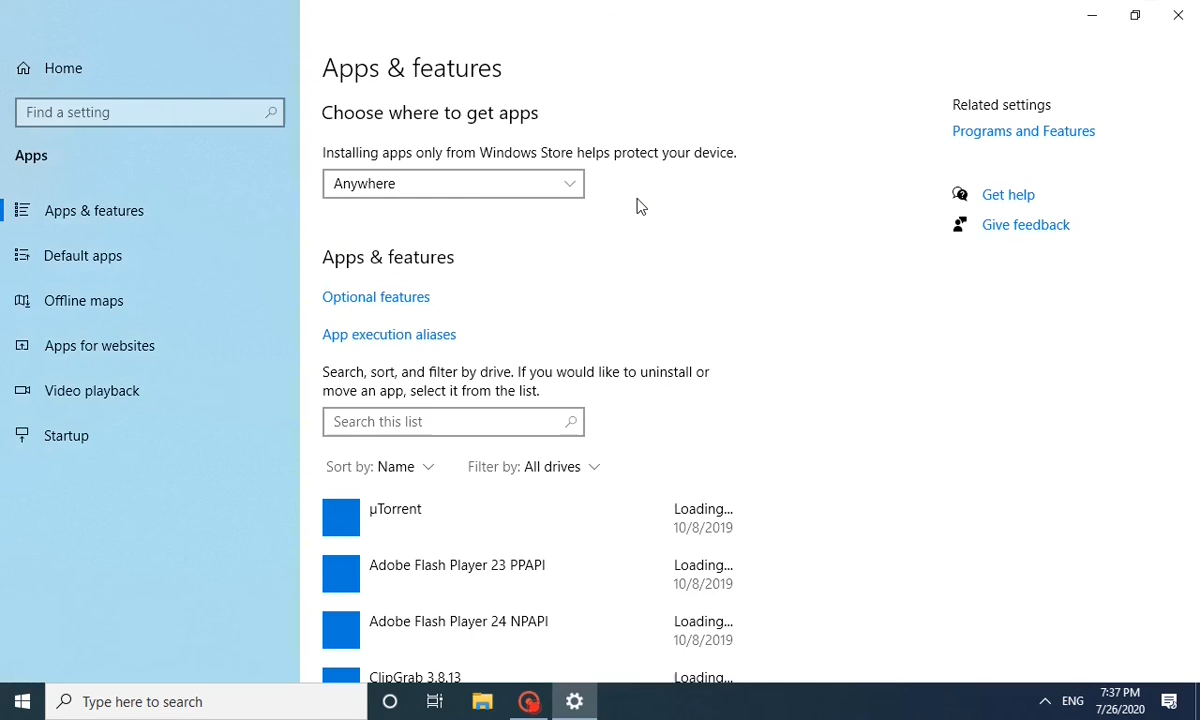 Home
Find a setting
Apps
Apps & features
Default apps
Offline maps
Apps for websites
Video playback
Startup
Apps & features
Choose where to get apps
Installing apps only from Windows Store helps protect your device.
Anywhere
Apps & features
Optional features
App execution aliases
Search, sort, and filter by drive. If you would like to uninstall or
move an app, select it from the list.
Search this list
Sort by: Name
Filter by: All drives
µTorrent
Loading...
10/8/2019
Adobe Flash Player 23 PPAPI
Loading...
10/8/2019
Adobe Flash Player 24 NPAPI
Loading...
10/8/2019
ClipGrab 3.8.13
Loading...
Related settings
Programs and Features
Get help
Give feedback
Type here to search
ENG
7:37 PM
7/26/2020